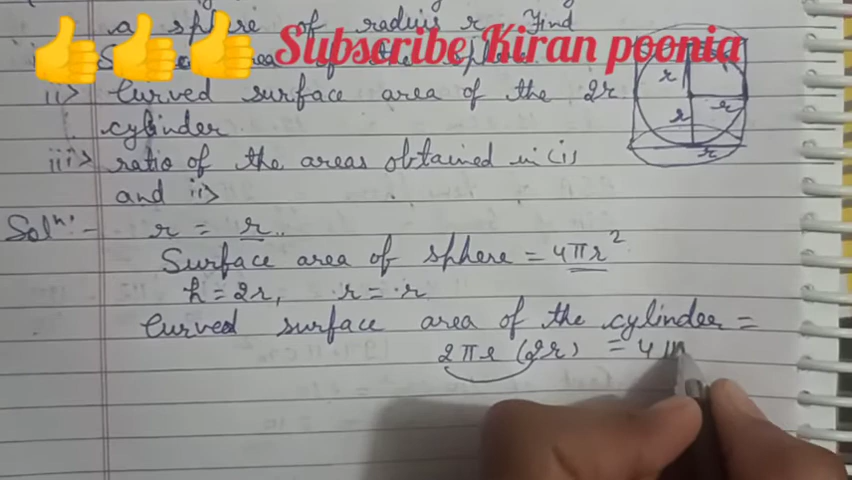 a sphere of radius r. Find
Subscribe Kiran poonia
ii> Curved surface area of the
cylinder
iii> ratio of the areas obtained in (i)
and ii>
2r
r
r
r
r
Solⁿ:- r = r.
Surface area of sphere = 4πr²
h = 2r, r = r
Curved surface area of the cylinder =
2πr (2r) = 4π